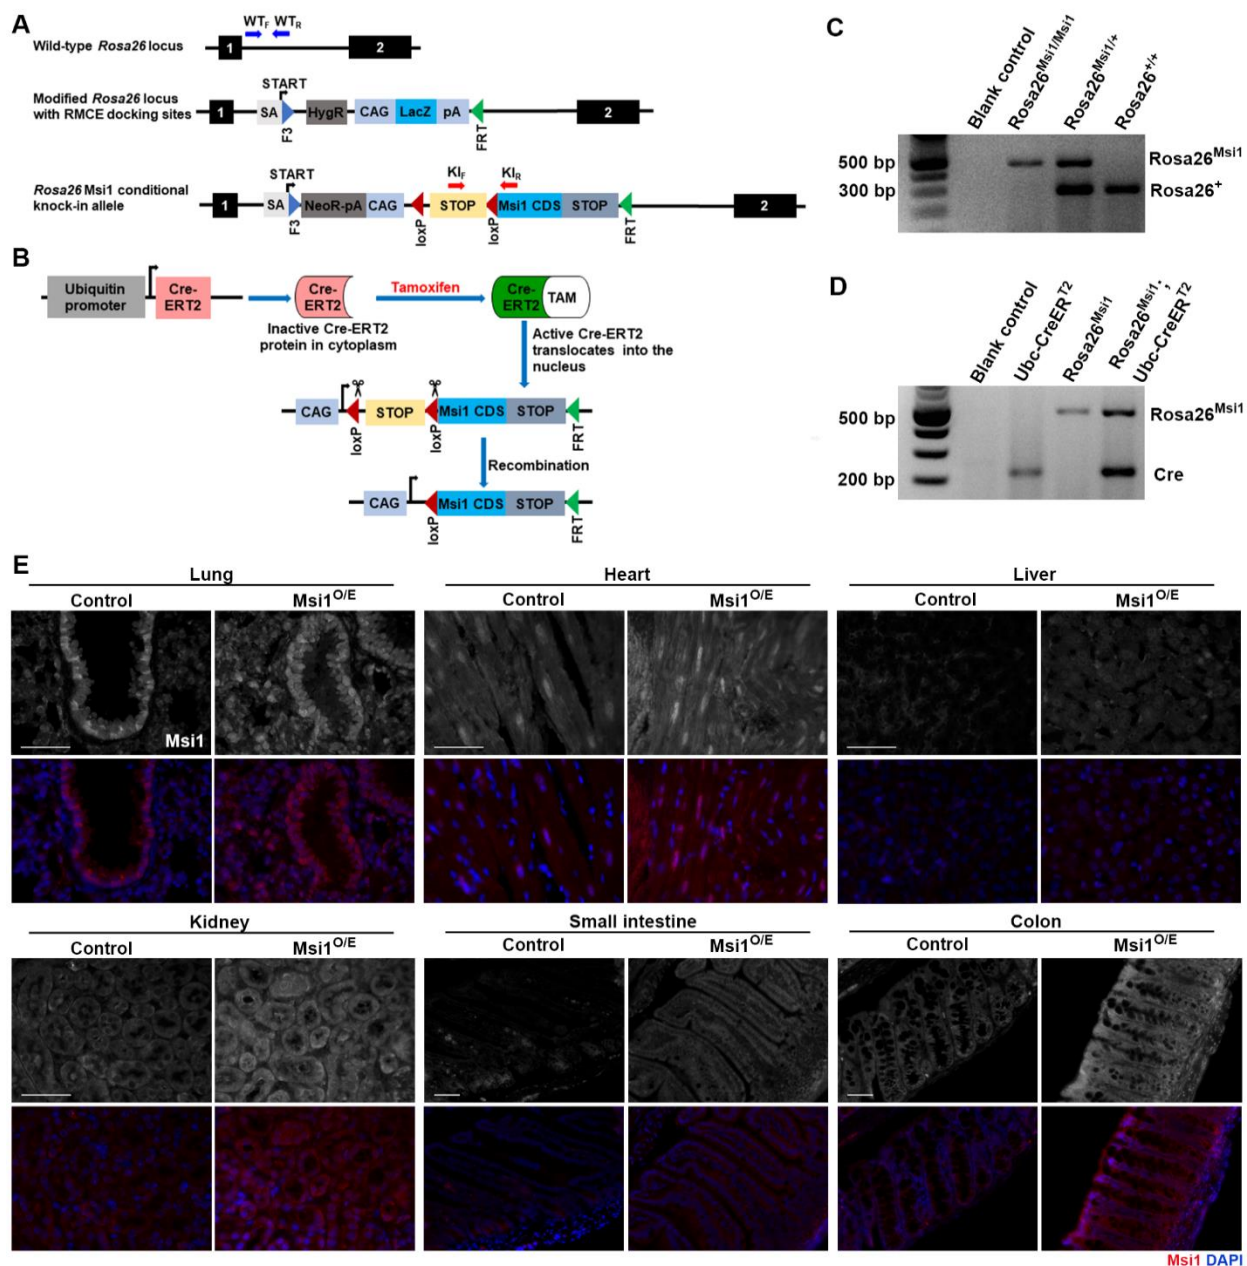 A
WTF WTR
Wild-type Rosa26 locus
1
2
START
Modified Rosa26 locus
with RMCE docking sites
1
SA
HygR
CAG
LacZ
pA
2
F3
FRT
KIF
KIR
START
Rosa26 Msi1 conditional
knock-in allele
1
SA
NeoR-pA
CAG
STOP
Msi1 CDS
STOP
2
F3
loxP
loxP
FRT
B
Ubiquitin
promoter
Cre-
ERT2
Cre-
ERT2
Tamoxifen
Cre-
ERT2
TAM
Inactive Cre-ERT2
protein in cytoplasm
Active Cre-ERT2
translocates into the
nucleus
CAG
STOP
Msi1 CDS
STOP
loxP
loxP
FRT
Recombination
CAG
Msi1 CDS
STOP
loxP
FRT
C
Blank control
Rosa26Msi1/Msi1
Rosa26Msi1/+
Rosa26+/+
500 bp
300 bp
Rosa26Msi1
Rosa26+
D
Blank control
Ubc-CreERT2
Rosa26Msi1
Rosa26Msi1;
Ubc-CreERT2
500 bp
200 bp
Rosa26Msi1
Cre
E
Lung
Heart
Liver
Control
Msi1O/E
Control
Msi1O/E
Control
Msi1O/E
Msi1
Kidney
Small intestine
Colon
Control
Msi1O/E
Control
Msi1O/E
Control
Msi1O/E
Msi1 DAPI